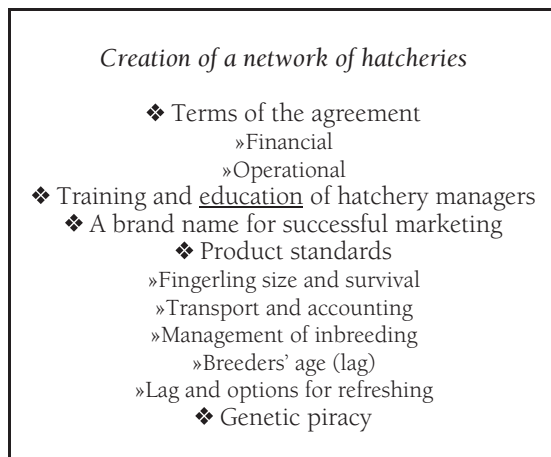 Creation of a network of hatcheries
❖ Terms of the agreement
»Financial
»Operational
❖ Training and education of hatchery managers
❖ A brand name for successful marketing
❖ Product standards
»Fingerling size and survival
»Transport and accounting
»Management of inbreeding
»Breeders' age (lag)
»Lag and options for refreshing
❖ Genetic piracy